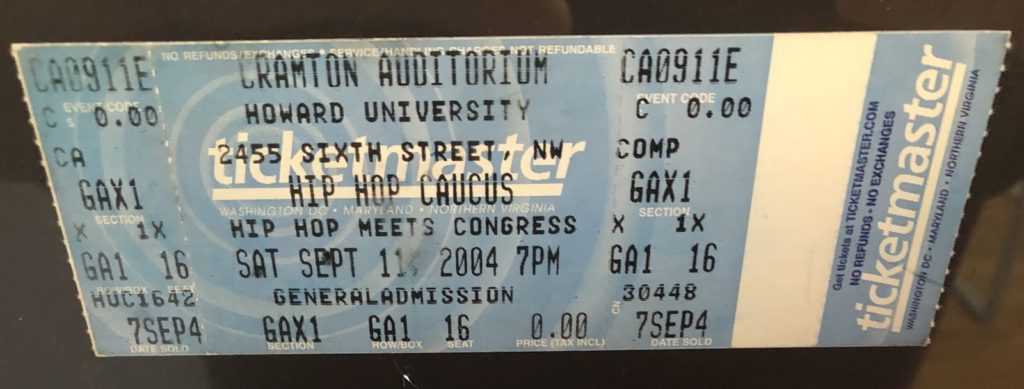 NO REFUNDS/EXCHANGES & SERVICE/HANDLING CHARGES NOT REFUNDABLE
CA0911E CRAMTON AUDITORIUM CA0911E
EVENT CODE EVENT CODE
C 0.00 HOWARD UNIVERSITY C 0.00
$
CA 2455 SIXTH STREET, NW COMP
ticketmaster
GAX1 HIP HOP CAUCUS GAX1
SECTION WASHINGTON DC • MARYLAND • NORTHERN VIRGINIA SECTION
X 1X HIP HOP MEETS CONGRESS X 1X
GA1 16 SAT SEPT 11, 2004 7PM GA1 16
ROW/BOX SEAT
HUC1642 GENERALADMISSION CN 30448
7SEP4 GAX1 GA1 16 0.00 7SEP4
DATE SOLD SECTION ROW/BOX SEAT PRICE (TAX INCL) DATE SOLD
Get tickets at TICKETMASTER.COM
NO REFUNDS • NO EXCHANGES
ticketmaster
WASHINGTON DC • MARYLAND • NORTHERN VIRGINIA